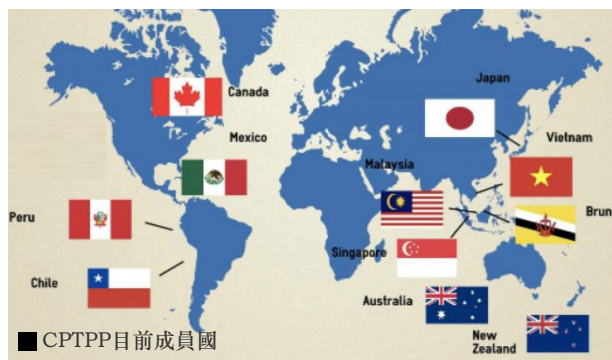 Canada
Japan
Mexico
Vietnam
Malaysia
Peru
Brun
Singapore
Chile
Australia
New
Zealand
CPTPP目前成員國